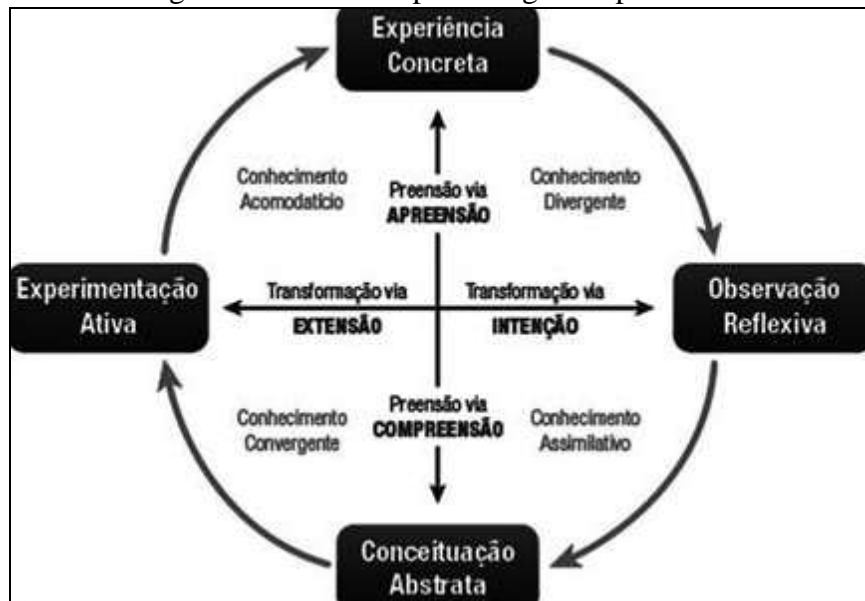 Experiência
Concreta
Conhecimento
Acomodatício
Preensão via
APREENSÃO
Conhecimento
Divergente
Experimentação
Ativa
Transformação via
EXTENSÃO
Transformação via
INTENÇÃO
Observação
Reflexiva
Conhecimento
Convergente
Preensão via
COMPREENSÃO
Conhecimento
Assimilativo
Conceituação
Abstrata